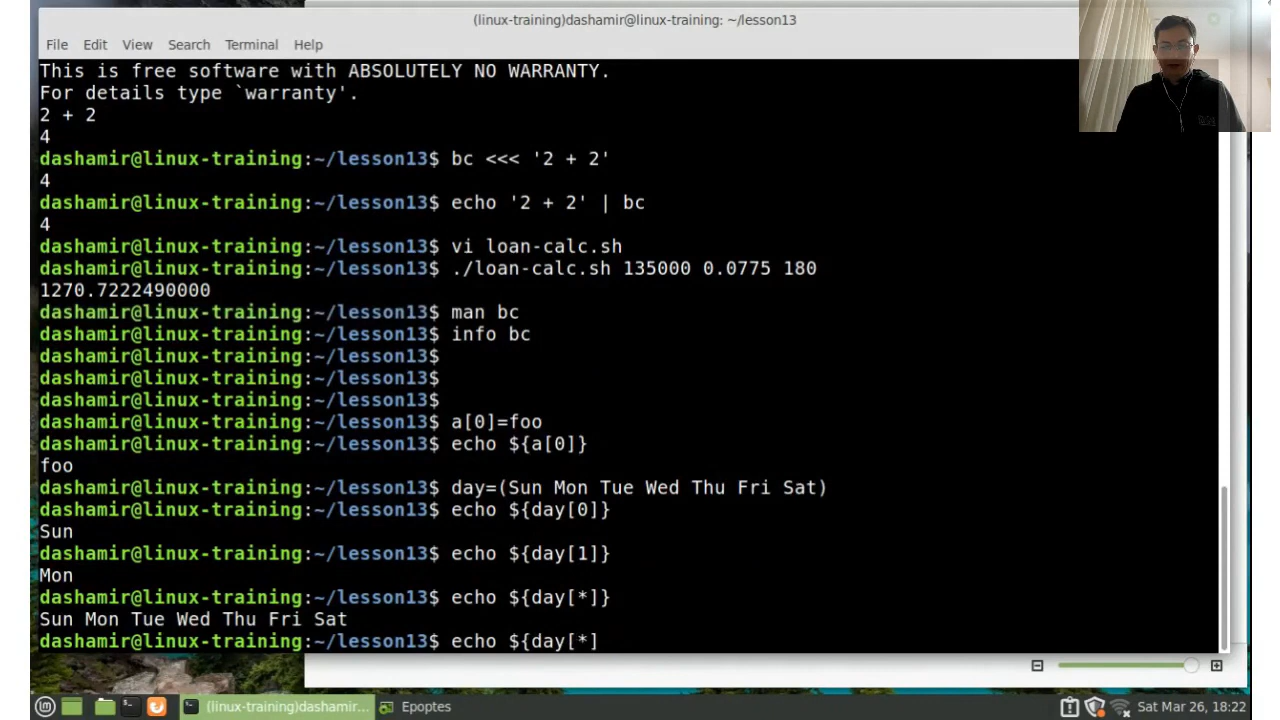 (linux-training)dashamir@linux-training: ~/lesson13
File Edit View Search Terminal Help
This is free software with ABSOLUTELY NO WARRANTY.
For details type `warranty'.
2 + 2
4
dashamir@linux-training:~/lesson13$ bc <<< '2 + 2'
4
dashamir@linux-training:~/lesson13$ echo '2 + 2' | bc
4
dashamir@linux-training:~/lesson13$ vi loan-calc.sh
dashamir@linux-training:~/lesson13$ ./loan-calc.sh 135000 0.0775 180
1270.7222490000
dashamir@linux-training:~/lesson13$ man bc
dashamir@linux-training:~/lesson13$ info bc
dashamir@linux-training:~/lesson13$
dashamir@linux-training:~/lesson13$
dashamir@linux-training:~/lesson13$
dashamir@linux-training:~/lesson13$ a[0]=foo
dashamir@linux-training:~/lesson13$ echo ${a[0]}
foo
dashamir@linux-training:~/lesson13$ day=(Sun Mon Tue Wed Thu Fri Sat)
dashamir@linux-training:~/lesson13$ echo ${day[0]}
Sun
dashamir@linux-training:~/lesson13$ echo ${day[1]}
Mon
dashamir@linux-training:~/lesson13$ echo ${day[*]}
Sun Mon Tue Wed Thu Fri Sat
dashamir@linux-training:~/lesson13$ echo ${day[*]
(linux-training)dashamir... Epoptes Sat Mar 26, 18:22